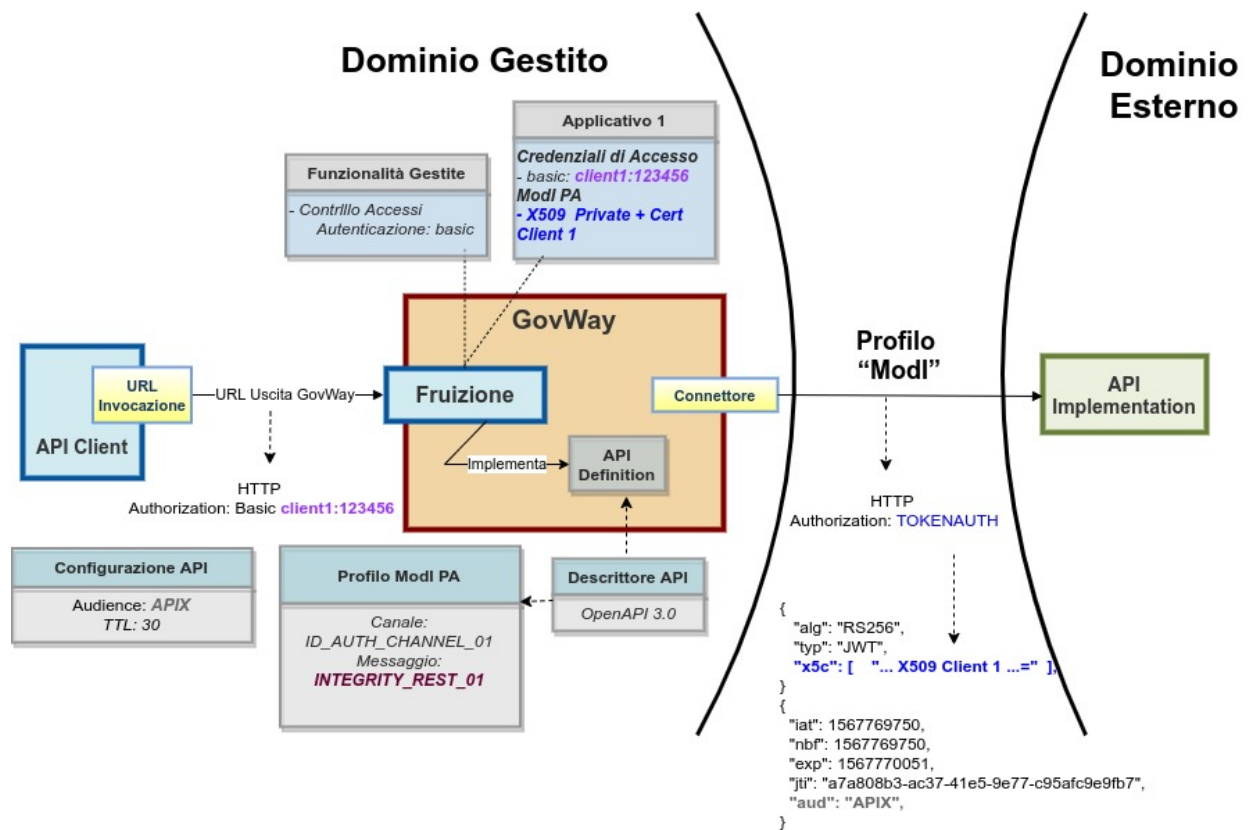 Dominio Gestito
Dominio
Esterno
Applicativo 1
Credenziali di Accesso
- basic: client1:123456
ModI PA
- X509 Private + Cert
Client 1
Funzionalità Gestite
- Contrlllo Accessi
Autenticazione: basic
GovWay
Profilo
“ModI”
URL
Invocazione
API Client
URL Uscita GovWay
Fruizione
Connettore
API
Implementation
Implementa
API
Definition
HTTP
Authorization: Basic client1:123456
HTTP
Authorization: TOKENAUTH
Configurazione API
Audience: APIX
TTL: 30
Profilo ModI PA
Canale:
ID_AUTH_CHANNEL_01
Messaggio:
INTEGRITY_REST_01
Descrittore API
OpenAPI 3.0
{
"alg": "RS256",
"typ": "JWT",
"x5c": [ "... X509 Client 1 ...=" ],
}
{
"iat": 1567769750,
"nbf": 1567769750,
"exp": 1567770051,
"jti": "a7a808b3-ac37-41e5-9e77-c95afc9e9fb7",
"aud": "APIX",
}